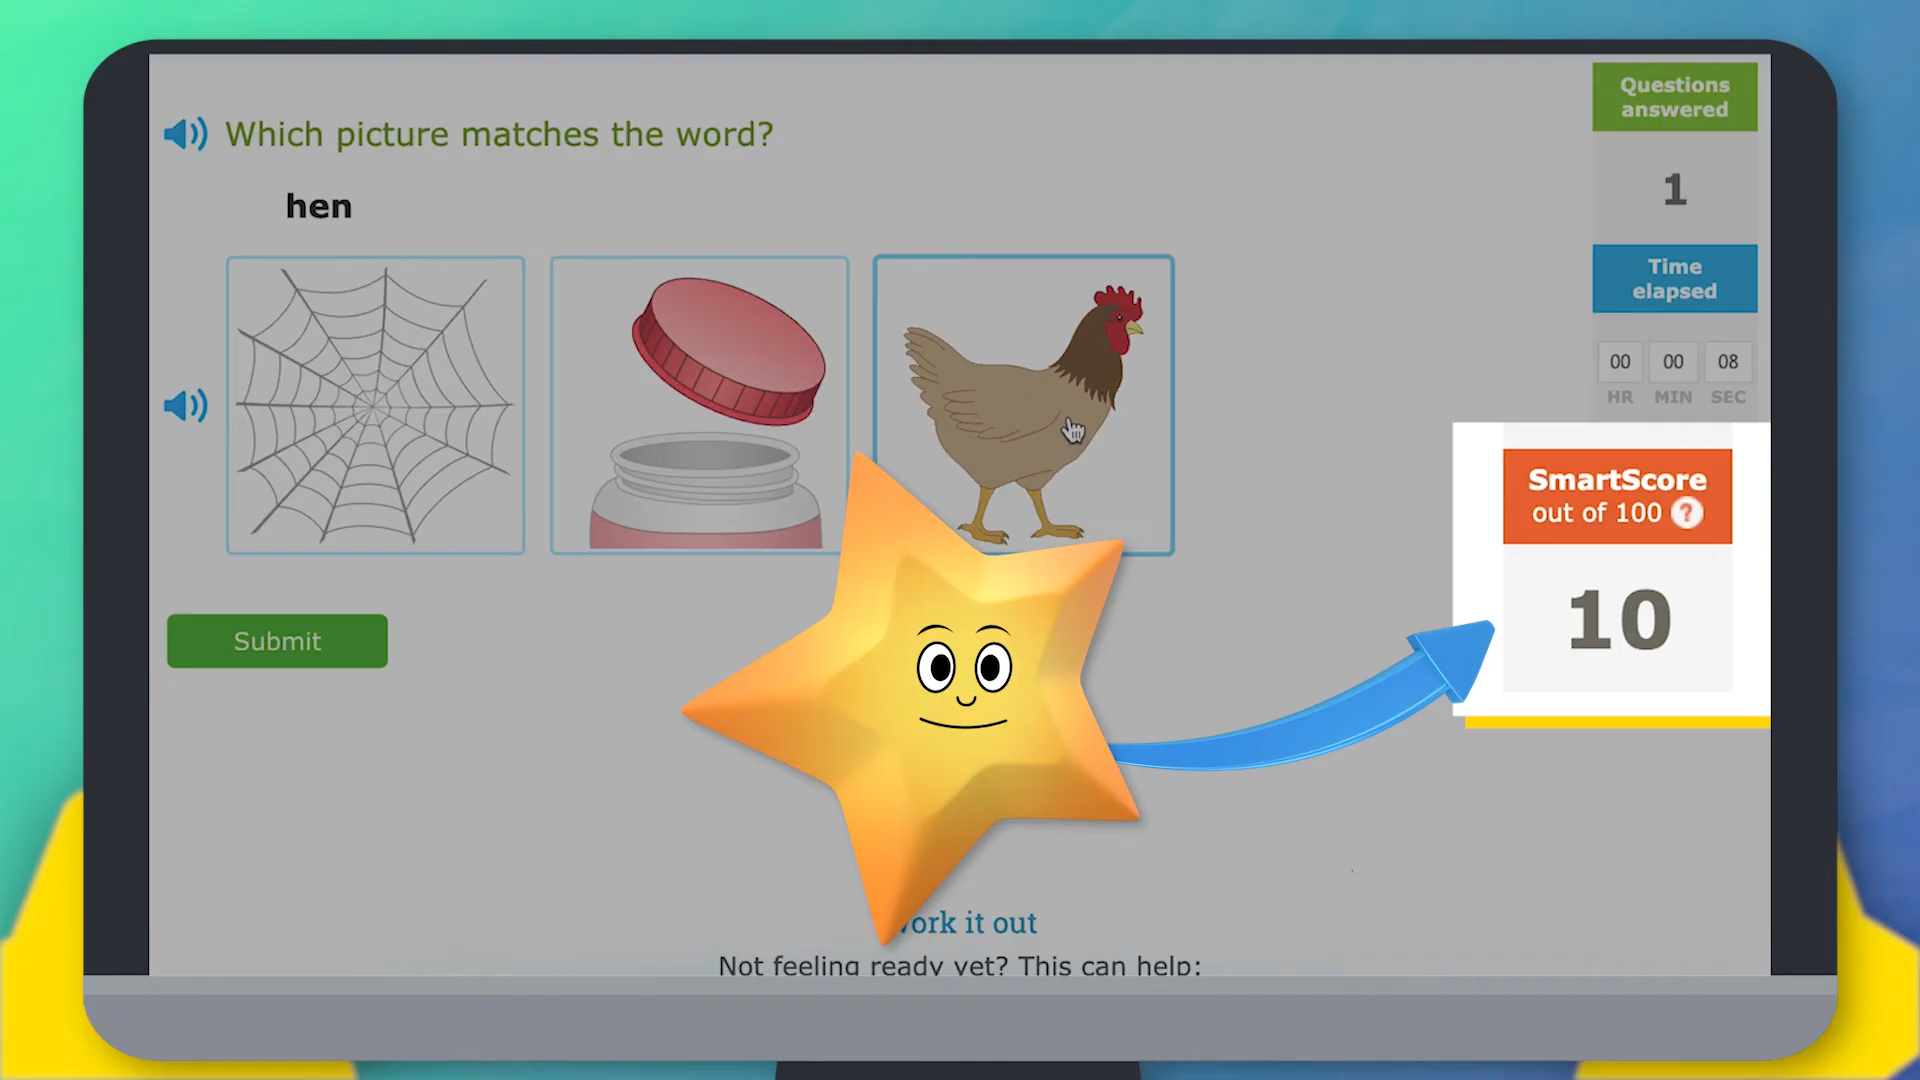 Which picture matches the word?
hen
Submit
Questions
answered
1
Time
elapsed
00 00 08
HR MIN SEC
SmartScore
out of 100 ?
10
ork it out
Not feeling ready yet? This can help: